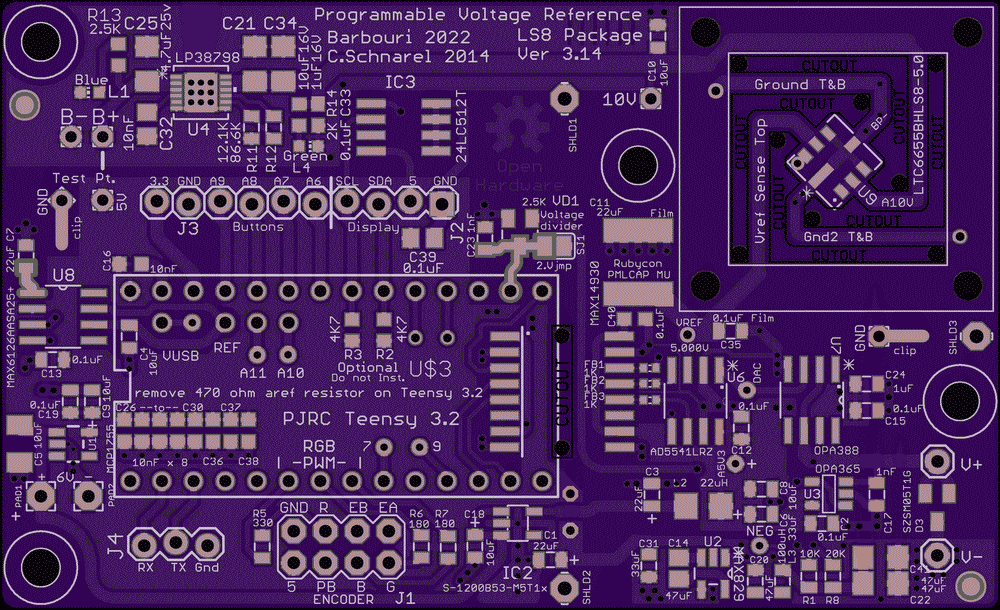 Programmable Voltage Reference
Barbouri 2022
LS8 Package
C.Schnarel 2014
Ver 3.14
R13
2.5K
C25
4.7uF25v
C21 C34
10uF16V
1uF16V
LP38798
U4
Blue
L1
B- B+
10nF
C32
12.1K
86.6K
R11
R12
Green
L4
2K R14
0.1uF C33
IC3
24LC512T
Open
Hardware
SHLD1
10V
C10
10uF
CUTOUT
Ground T&B
CUTOUT
CUTOUT
CUTOUT
CUTOUT
CUTOUT
Vref Sense Top
BP-
LTC6655BHLS8-5.0
U9
A10V
CUTOUT
Gnd2 T&B
CUTOUT
Test Pt.
GND
clip
5V
3.3 GND A9 A8 A7 A6 SCL SDA 5 GND
J3
Buttons
Display
J2
C39
0.1uF
2.5K VD1
Voltage
divider
C23 1nF
SJ1
2.Vjmp
C11
22uF
Film
Rubycon
PMLCAP MU
MAX14930
C40
0.1uF
C7
22uF
U8
MAX6126AASA25+
C16
10nF
C13
0.1uF
C4
10uF
VUSB
REF
A11 A10
4K7
4K7
R3 R2
Optional
Do not Inst.
U$3
remove 470 ohm aref resistor on Teensy 3.2
PJRC Teensy 3.2
RGB
|-PWM-|
7
9
CUTOUT
0.1uF
C19
C9 10uF
C26 --to-- C30 C37
10nF x 8 C36 C38
MCP1755
U1
C5 10uF
6V
PAD1
PAD2
FB1
1K
FB2
1K
FB3
1K
VREF
5.000V
0.1uF Film
C35
GND
clip
SHLD3
U6
DAC
U7
0.1uF
C12
AD5541LRZ
A5V3
OPA388
OPA365
C24
1uF
0.1uF
C15
V+
V-
C3
22uF
L2
22uH
C8
10uF
U3
C2
0.1uF
1nF
C17
SZSM05T1G
D3
NEG
C6
33uF
L3
100uH
J4
RX TX Gnd
R5
330
GND R EB EA
5 PB B G
ENCODER
J1
R6
180
R7
180
C18
10uF
IC2
S-1200B53-M5T1x
C1
22uF
SHLD2
C31
33uF
C14
U2
C20
47uF
10K 20K
R1 R8
47uF
47uF
C22